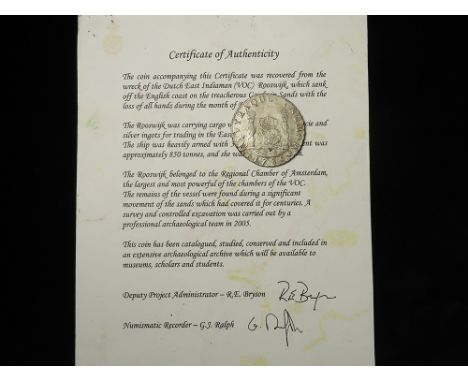 Certificate of Authenticity
The coin accompanying this Certificate was recovered from the
wreck of the Dutch East Indiaman (VOC) Rooswijk, which sank
off the English coast on the treacherous Goodwin Sands with the
loss of all hands during the month of
The Rooswijk was carrying cargo
silver ingots for trading in the Eas
The ship was heavily armed with
approximately 850 tonnes, and she w
The Rooswijk belonged to the Regional Chamber of Amsterdam,
the largest and most powerful of the chambers of the VOC.
The remains of the vessel were found during a significant
movement of the sands which had covered it for centuries. A
survey and controlled excavation was carried out by a
professional archaeological team in 2005.
This coin has been catalogued, studied, conserved and included in
an extensive archaeological archive which will be available to
museums, scholars and students.
Deputy Project Administrator – R.E. Bryson
Numismatic Recorder – G.J. Ralph